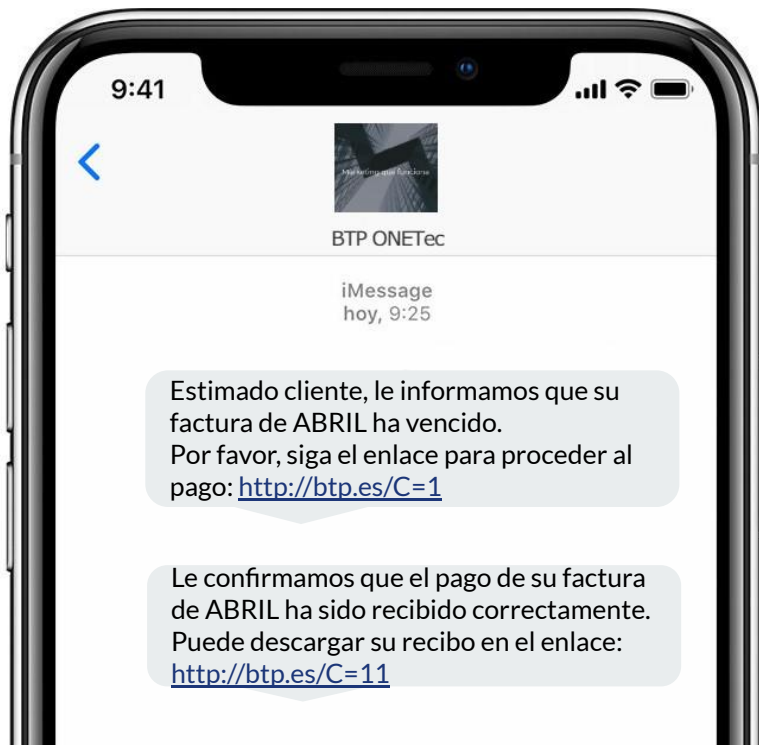 9:41
Marketing que funciona
BTP ONETec
iMessage
hoy, 9:25
Estimado cliente, le informamos que su
factura de ABRIL ha vencido.
Por favor, siga el enlace para proceder al
pago: http://btp.es/C=1
Le confirmamos que el pago de su factura
de ABRIL ha sido recibido correctamente.
Puede descargar su recibo en el enlace:
http://btp.es/C=11